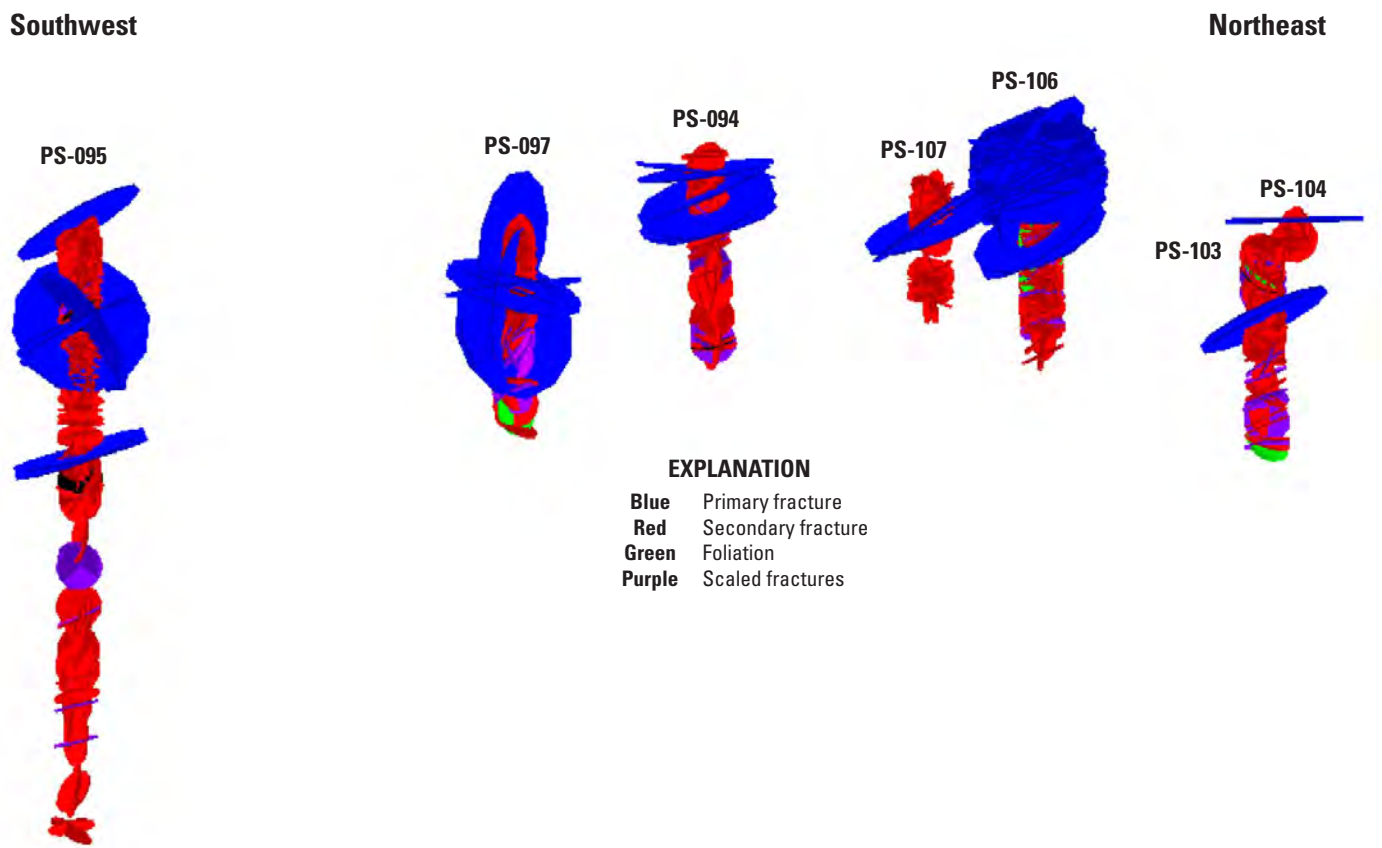 Southwest
Northeast
PS-106
PS-094
PS-097
PS-107
PS-095
PS-104
PS-103
EXPLANATION
Blue Primary fracture
Red Secondary fracture
Green Foliation
Purple Scaled fractures